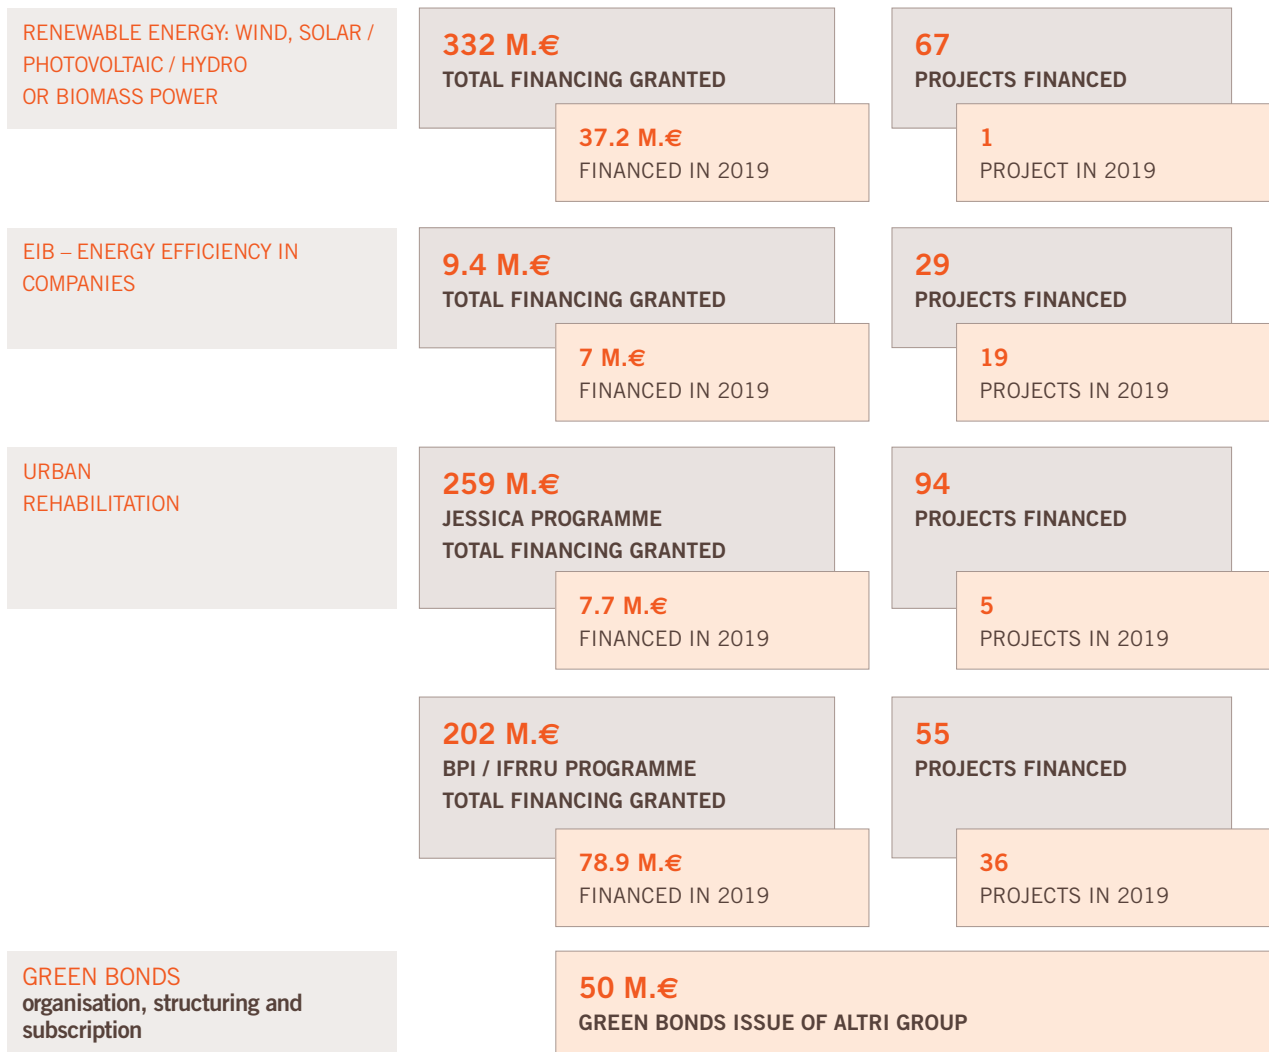 RENEWABLE ENERGY: WIND, SOLAR /
PHOTOVOLTAIC / HYDRO
OR BIOMASS POWER
332 M.€
TOTAL FINANCING GRANTED
37.2 M.€
FINANCED IN 2019
67
PROJECTS FINANCED
1
PROJECT IN 2019
EIB – ENERGY EFFICIENCY IN
COMPANIES
9.4 M.€
TOTAL FINANCING GRANTED
7 M.€
FINANCED IN 2019
29
PROJECTS FINANCED
19
PROJECTS IN 2019
URBAN
REHABILITATION
259 M.€
JESSICA PROGRAMME
TOTAL FINANCING GRANTED
7.7 M.€
FINANCED IN 2019
94
PROJECTS FINANCED
5
PROJECTS IN 2019
202 M.€
BPI / IFRRU PROGRAMME
TOTAL FINANCING GRANTED
78.9 M.€
FINANCED IN 2019
55
PROJECTS FINANCED
36
PROJECTS IN 2019
GREEN BONDS
organisation, structuring and
subscription
50 M.€
GREEN BONDS ISSUE OF ALTRI GROUP